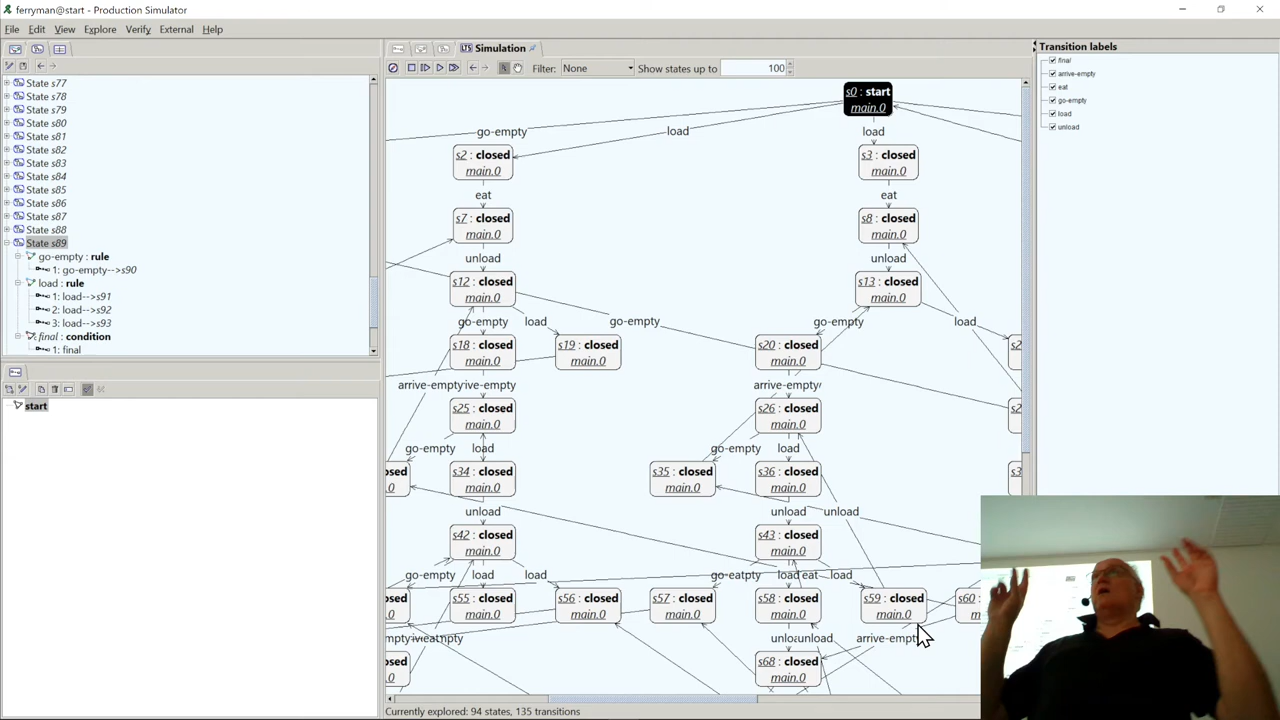 ferryman@start - Production Simulator
File Edit View Explore Verify External Help
State s77
State s78
State s79
State s80
State s81
State s82
State s83
State s84
State s85
State s86
State s87
State s88
State s89
go-empty : rule
1: go-empty-->s90
load : rule
1: load-->s91
2: load-->s92
3: load-->s93
final : condition
1: final
start
LTS Simulation
Filter: None Show states up to 100
s0 : start
main.0
go-empty load load
s2 : closed
main.0
s3 : closed
main.0
eat eat
s7 : closed
main.0
s8 : closed
main.0
unload unload
s12 : closed
main.0
s13 : closed
main.0
go-empty load go-empty go-empty load
s18 : closed
main.0
s19 : closed
main.0
s20 : closed
main.0
arrive-empty arrive-empty
s25 : closed
main.0
s26 : closed
main.0
go-empty load go-empty load
s34 : closed
main.0
s35 : closed
main.0
s36 : closed
main.0
unload unload unload
s42 : closed
main.0
s43 : closed
main.0
go-empty load load load eat load
s55 : closed
main.0
s56 : closed
main.0
s57 : closed
main.0
s58 : closed
main.0
s59 : closed
main.0
s60
unload arrive-empty
s68 : closed
main.0
Currently explored: 94 states, 135 transitions
Transition labels
final
arrive-empty
eat
go-empty
load
unload